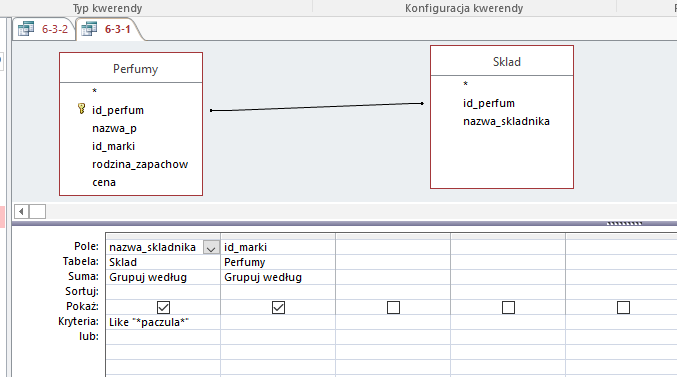 Typ kwerendy Konfiguracja kwerendy
6-3-2 6-3-1
Perfumy
*
id_perfum
nazwa_p
id_marki
rodzina_zapachow
cena
Sklad
*
id_perfum
nazwa_skladnika
Pole: nazwa_skladnika id_marki
Tabela: Sklad Perfumy
Suma: Grupuj według Grupuj według
Sortuj:
Pokaż:
Kryteria: Like "*paczula*"
lub: